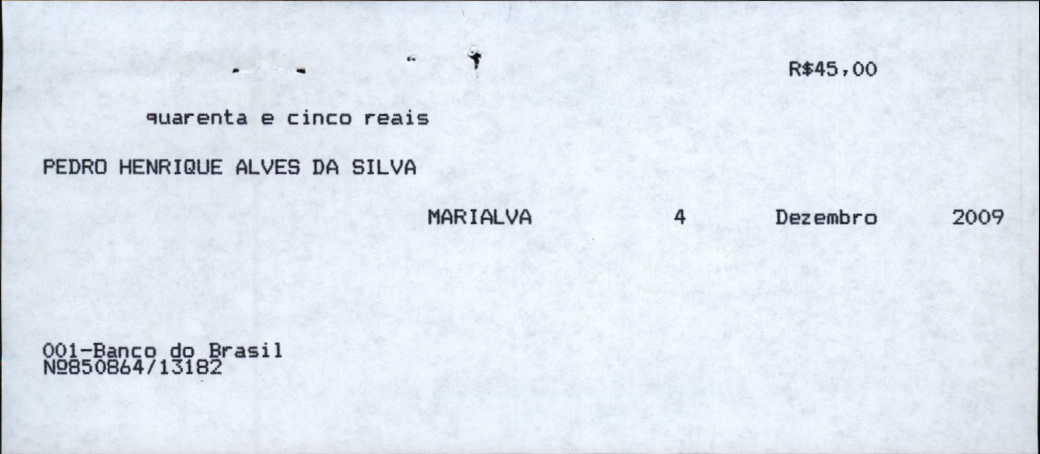 R$45,00
quarenta e cinco reais
PEDRO HENRIQUE ALVES DA SILVA
MARIALVA 4 Dezembro 2009
001-Banco do Brasil
Nº850864/13182